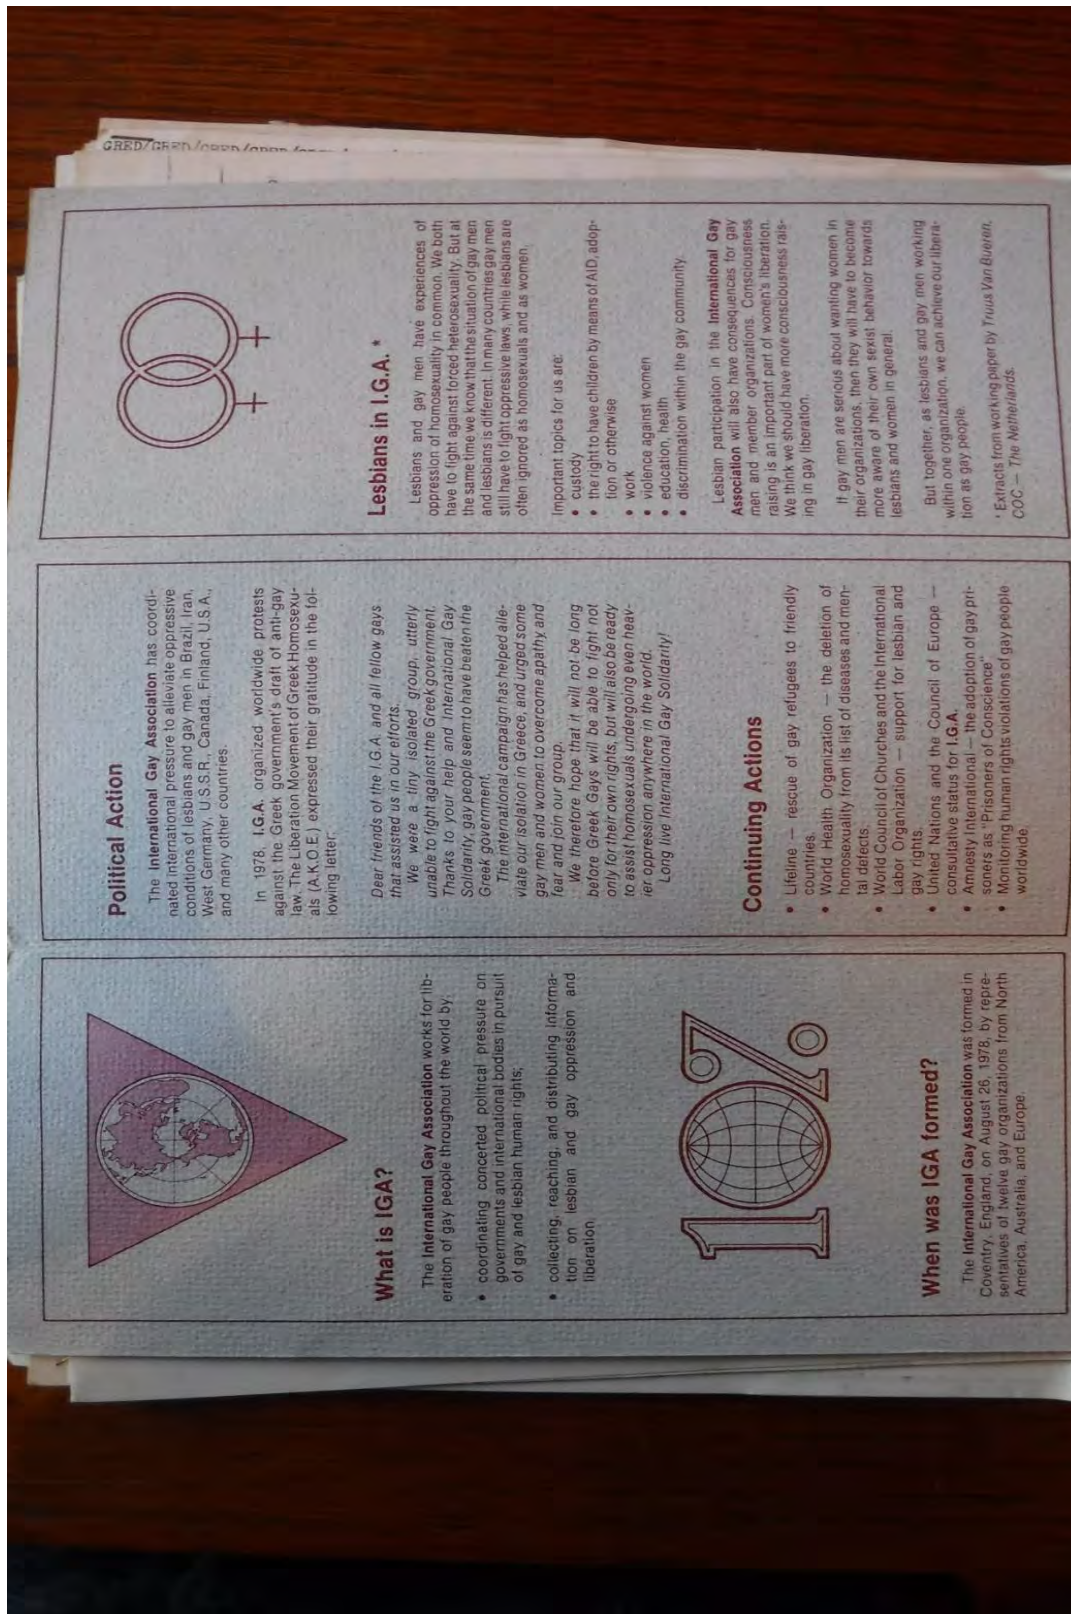 GRED/GRED/GRED/GRED/
What is IGA?
The International Gay Association works for lib-
eration of gay people throughout the world by:
• coordinating concerted political pressure on
governments and international bodies in pursuit
of gay and lesbian human rights;
• collecting, reaching, and distributing informa-
tion on lesbian and gay oppression and
liberation.
10%
When was IGA formed?
The International Gay Association was formed in
Coventry, England, on August 26, 1978, by repre-
sentatives of twelve gay organizations from North
America, Australia, and Europe.
Political Action
The International Gay Association has coordi-
nated international pressure to alleviate oppressive
conditions of lesbians and gay men in Brazil, Iran,
West Germany, U.S.S.R., Canada, Finland, U.S.A.,
and many other countries.
In 1978, I.G.A. organized worldwide protests
against the Greek government's draft of anti-gay
law. The Liberation Movement of Greek Homosexu-
als (A.K.O.E.) expressed their gratitude in the fol-
lowing letter:
Dear friends of the I.G.A. and all fellow gays
that assisted us in our efforts.
We were a tiny isolated group, utterly
unable to fight against the Greek government.
Thanks to your help and International Gay
Solidarity, gay people seem to have beaten the
Greek government.
The international campaign has helped alle-
viate our isolation in Greece, and urged some
gay men and women to overcome apathy and
fear and join our group.
We therefore hope that it will not be long
before Greek Gays will be able to fight not
only for their own rights, but will also be ready
to assist homosexuals undergoing even heav-
ier oppression anywhere in the world.
Long live International Gay Solidarity!
Continuing Actions
• Lifeline — rescue of gay refugees to friendly
countries.
• World Health Organization — the deletion of
homosexuality from its list of diseases and men-
tal defects.
• World Council of Churches and the International
Labor Organization — support for lesbian and
gay rights.
• United Nations and the Council of Europe —
consultative status for I.G.A.
• Amnesty International — the adoption of gay pri-
soners as "Prisoners of Conscience"
• Monitoring human rights violations of gay people
worldwide.
Lesbians in I.G.A. *
Lesbians and gay men have experiences of
oppression of homosexuality in common. We both
have to fight against forced heterosexuality. But at
the same time we know that the situation of gay men
and lesbians is different. In many countries gay men
still have to fight oppressive laws, while lesbians are
often ignored as homosexuals and as women.
Important topics for us are:
• custody
• the right to have children by means of AID, adop-
tion or otherwise
• work
• violence against women
• education, health
• discrimination within the gay community.
Lesbian participation in the International Gay
Association will also have consequences for gay
men and member organizations. Consciousness
raising is an important part of women's liberation.
We think we should have more consciousness rais-
ing in gay liberation.
If gay men are serious about wanting women in
their organizations, then they will have to become
more aware of their own sexist behavior towards
lesbians and women in general.
But together, as lesbians and gay men working
within one organization, we can achieve our libera-
tion as gay people.
* Extracts from working paper by Truus Van Bueren,
COC — The Netherlands.